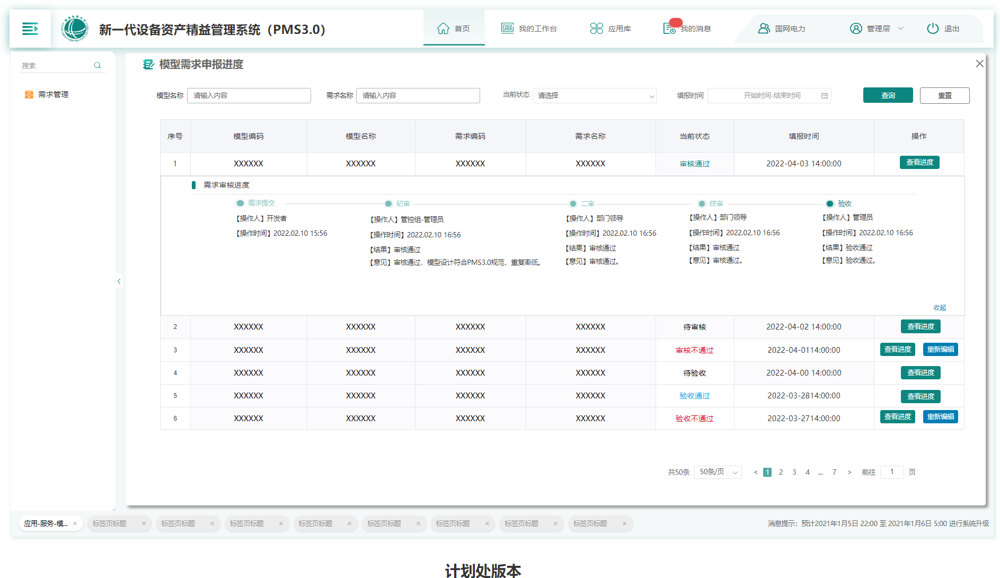 新一代设备资产精益管理系统（PMS3.0）
首页
我的工作台
应用库
我的消息
国网电力
管理层
退出
搜索
需求管理
模型需求申报进度
模型名称 请输入内容 需求名称 请输入内容 当前状态 请选择 填报时间 开始时间-结束时间 查询 重置
序号 模型编码 模型名称 需求编码 需求名称 当前状态 填报时间 操作
1 XXXXXX XXXXXX XXXXXX XXXXXX 审核通过 2022-04-03 14:00:00 查看进度
需求审核进度
需求提交 初审 二审 终审 验收
【操作人】开发者
【操作时间】2022.02.10 15:56
【操作人】管控组-管理员
【操作时间】2022.02.10 16:56
【结果】审核通过
【意见】审核通过，模型设计符合PMS3.0规范，重复率低。
【操作人】部门领导
【操作时间】2022.02.10 16:56
【结果】审核通过
【意见】审核通过。
【操作人】部门领导
【操作时间】2022.02.10 16:56
【结果】审核通过
【意见】审核通过。
【操作人】管理员
【操作时间】2022.02.10 16:56
【结果】验收通过
【意见】验收通过。
收起
2 XXXXXX XXXXXX XXXXXX XXXXXX 待审核 2022-04-02 14:00:00 查看进度
3 XXXXXX XXXXXX XXXXXX XXXXXX 审核不通过 2022-04-0114:00:00 查看进度 重新编辑
4 XXXXXX XXXXXX XXXXXX XXXXXX 待验收 2022-04-00 14:00:00 查看进度
5 XXXXXX XXXXXX XXXXXX XXXXXX 验收通过 2022-03-2814:00:00 查看进度
6 XXXXXX XXXXXX XXXXXX XXXXXX 验收不通过 2022-03-2714:00:00 查看进度 重新编辑
共50条 50条/页 < 1 2 3 4 ... 7 > 前往 1 页
应用-服务-模... × 标签页标题 × 标签页标题 × 标签页标题 × 标签页标题 × 标签页标题 × 标签页标题 × 标签页标题 × 标签页标题 ×
消息提示：预计2021年1月5日 22:00 至 2021年1月6日 5:00 进行系统升级
计划处版本